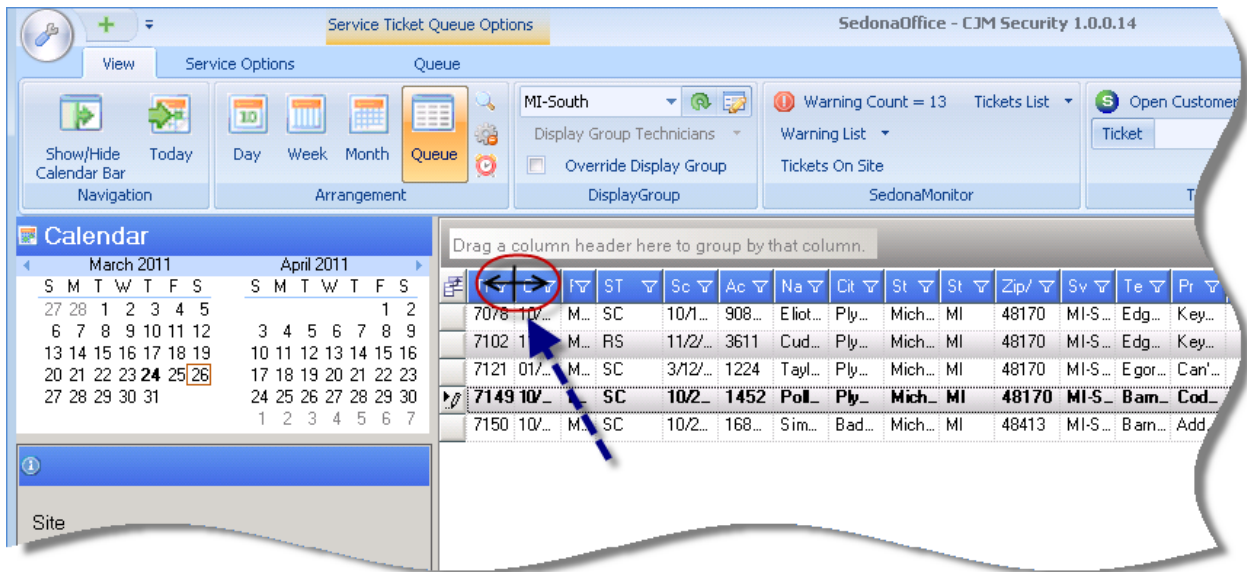 Service Ticket Queue Options
SedonaOffice - CJM Security 1.0.0.14
View Service Options Queue
Show/Hide Calendar Bar
Today
Navigation
10
Day Week Month Queue
Arrangement
MI-South
Display Group Technicians
Override Display Group
DisplayGroup
Warning Count = 13 Tickets List
Warning List
Tickets On Site
SedonaMonitor
S Open Customer
Ticket
Calendar
March 2011 April 2011
S M T W T F S S M T W T F S
27 28 1 2 3 4 5 1 2
6 7 8 9 10 11 12 3 4 5 6 7 8 9
13 14 15 16 17 18 19 10 11 12 13 14 15 16
20 21 22 23 24 25 26 17 18 19 20 21 22 23
27 28 29 30 31 24 25 26 27 28 29 30
1 2 3 4 5 6 7
Site
Drag a column header here to group by that column.
ST Sc Ac Na Cit St St Zip/ Sv Te Pr
7078 10/... M... SC 10/1... 908... Eliot... Ply... Mich... MI 48170 MI-S... Edg... Key...
7102 M... RS 11/2/... 3611 Cud... Ply... Mich... MI 48170 MI-S... Edg... Key...
7121 01/... M... SC 3/12/... 1224 Tayl... Ply... Mich... MI 48170 MI-S... Egor... Can'...
7149 10/... SC 10/2... 1452 Poll... Ply... Mich... MI 48170 MI-S... Barn... Cod...
7150 10/... M... SC 10/2... 168... Sim... Bad... Mich... MI 48413 MI-S... Barn... Add...